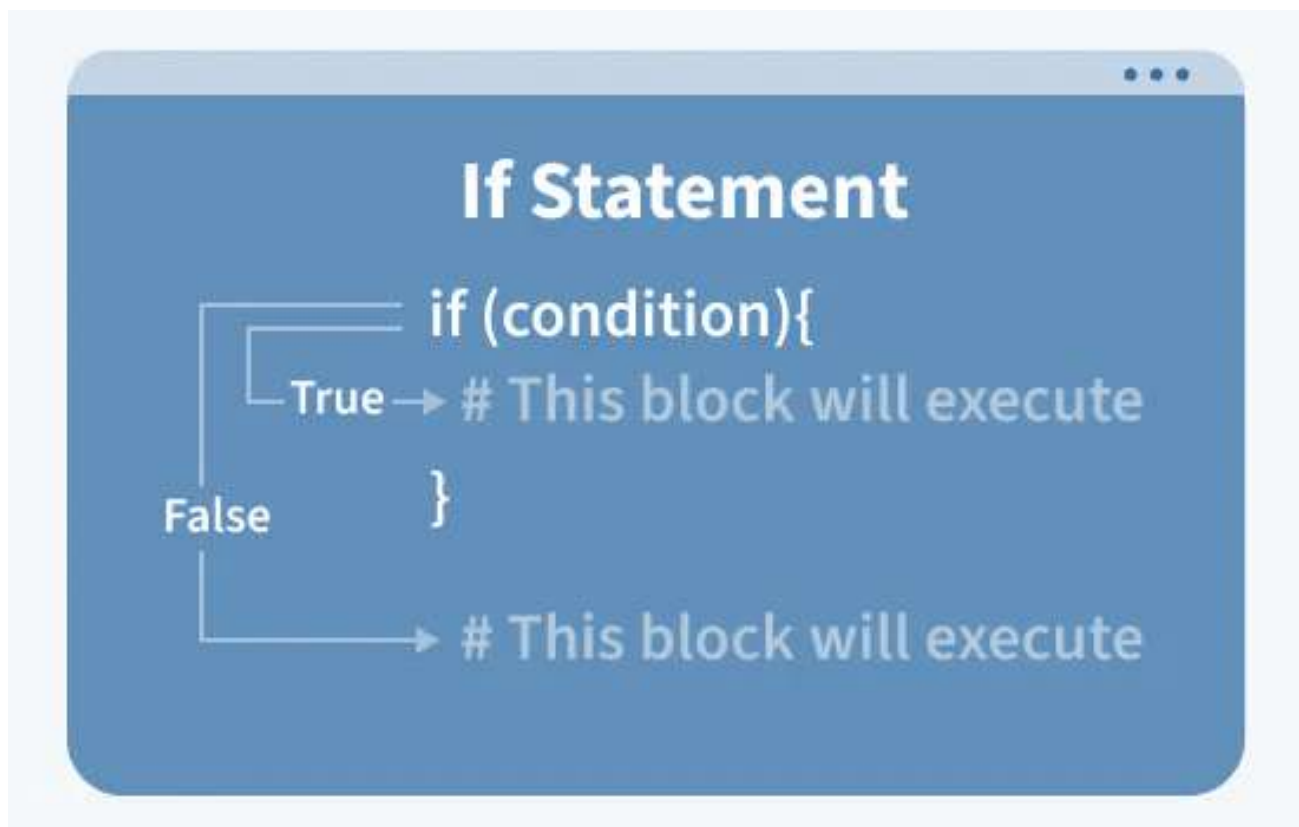 If Statement
if (condition){
True # This block will execute
False }
# This block will execute